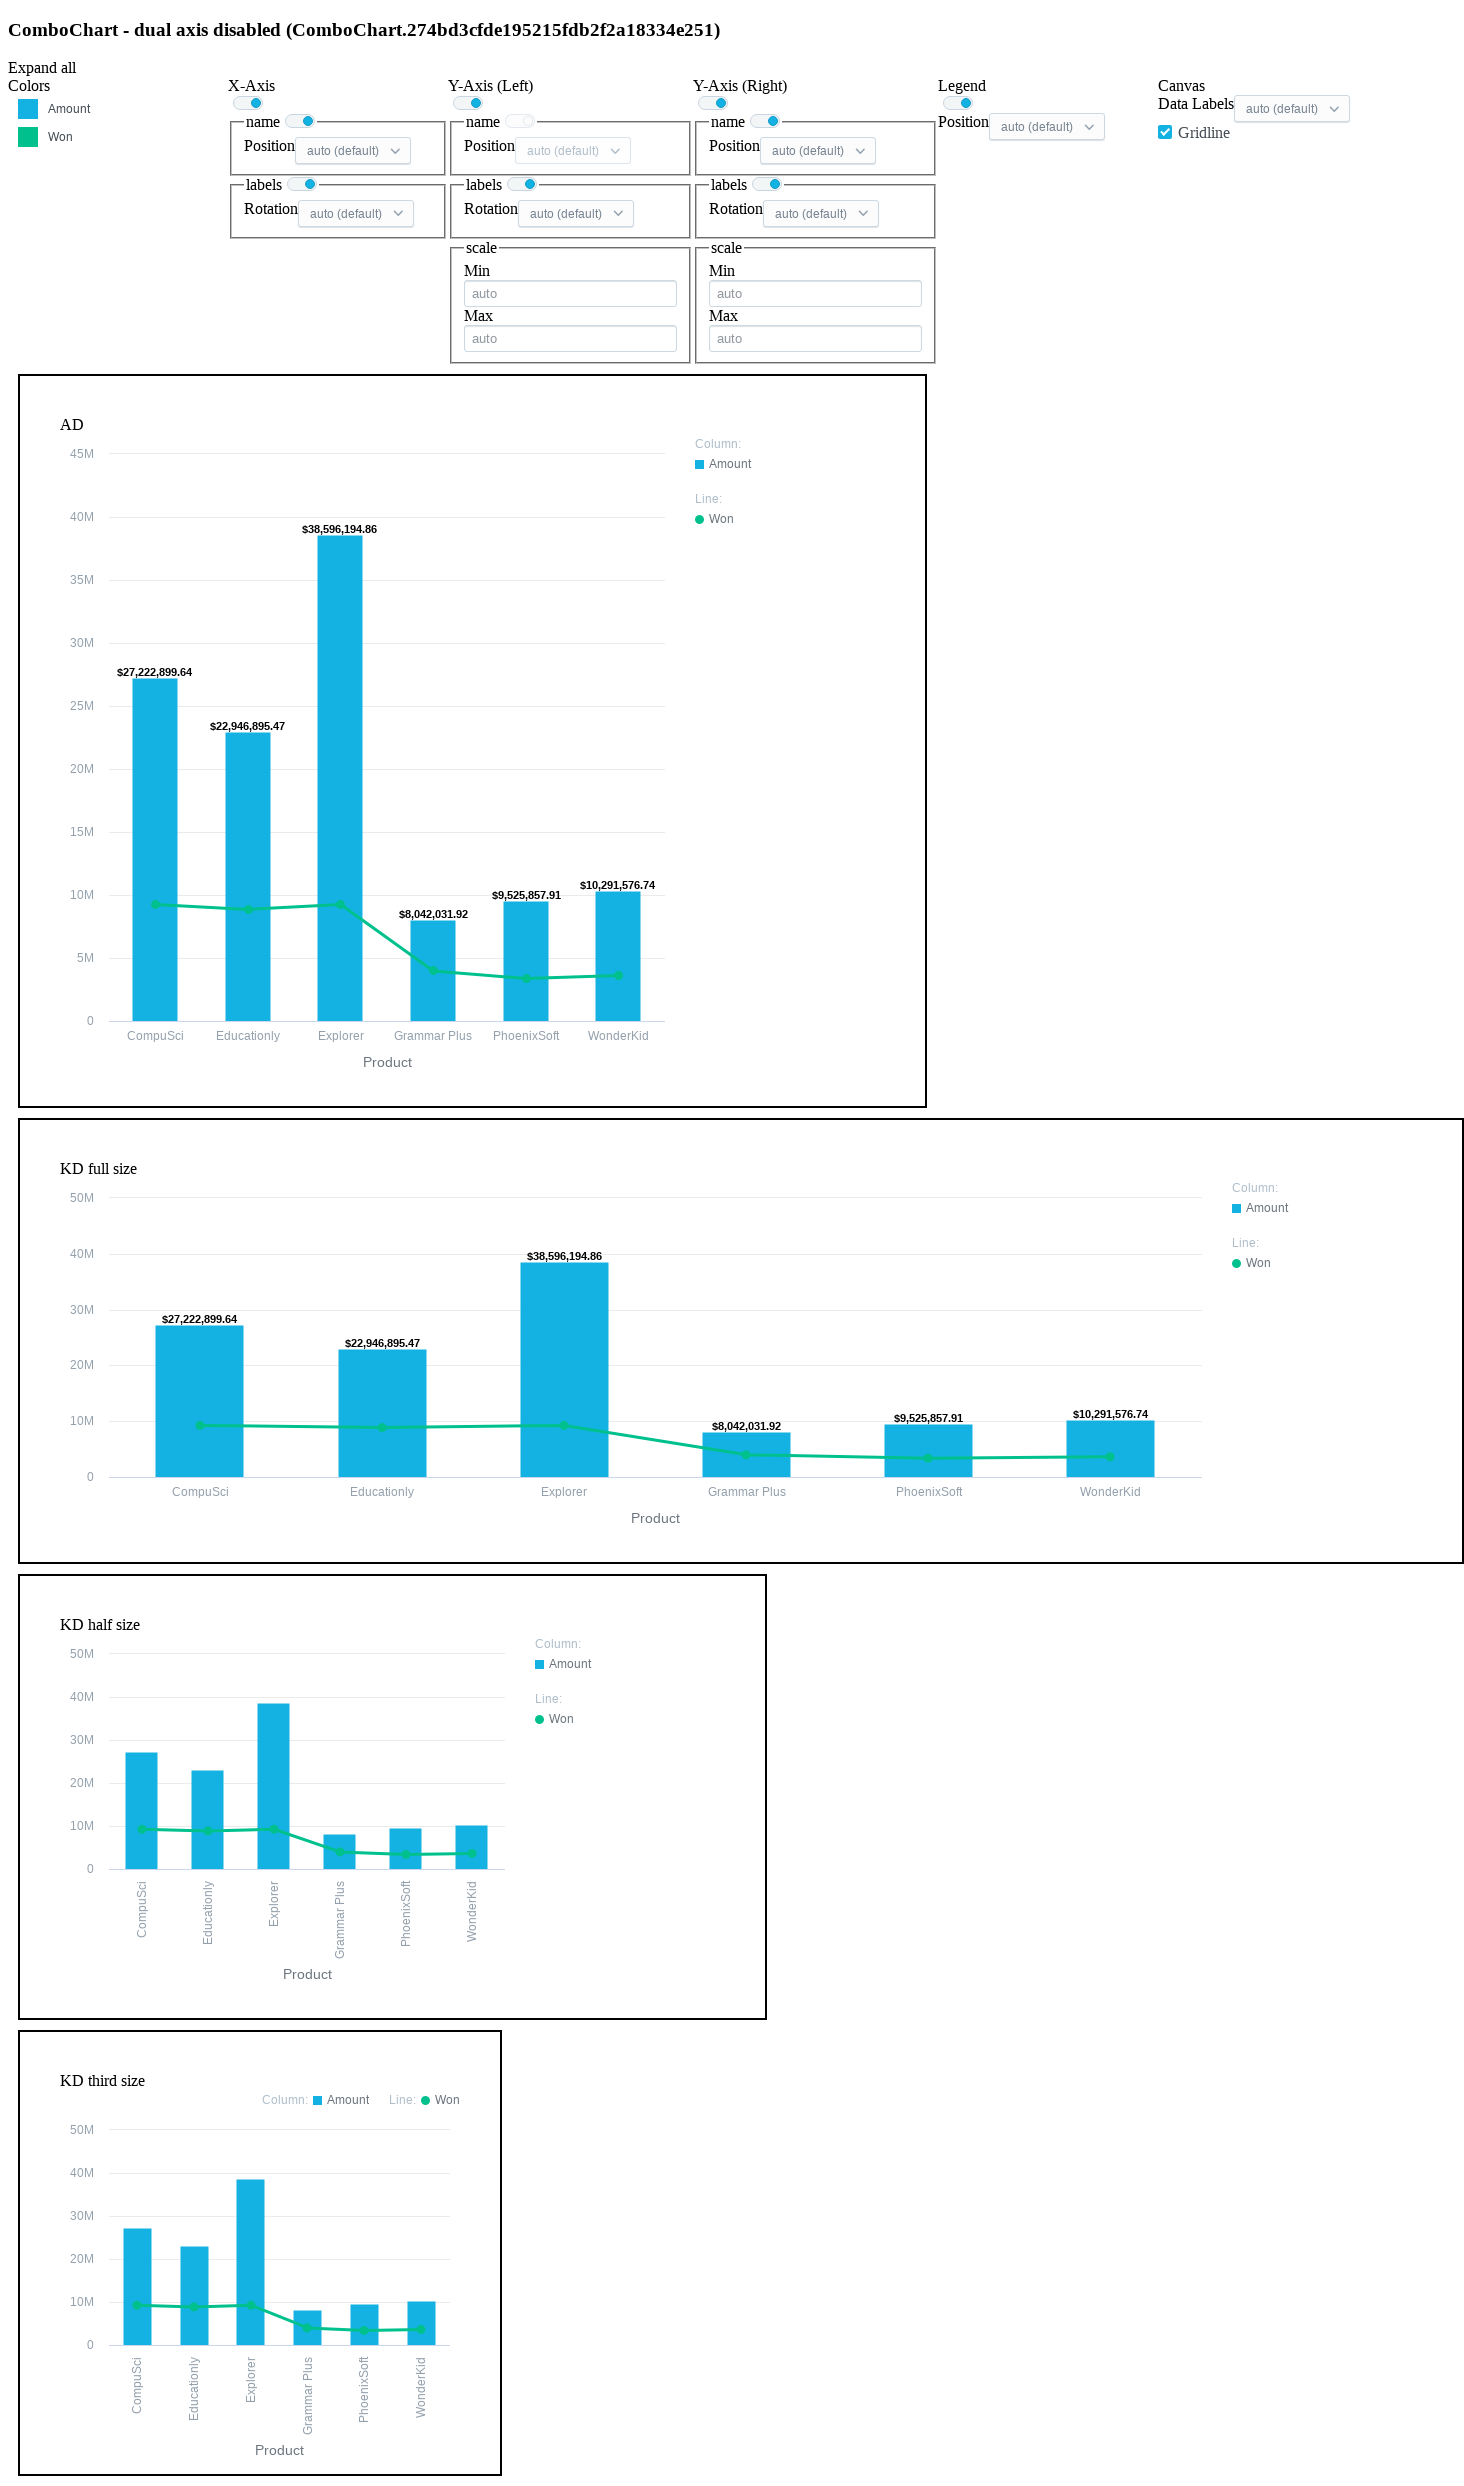 ComboChart - dual axis disabled (ComboChart.274bd3cfde195215fdb2f2a18334e251)
Expand all
Colors
Amount
Won
X-Axis
name
Position auto (default)
labels
Rotation auto (default)
Y-Axis (Left)
name
Position auto (default)
labels
Rotation auto (default)
scale
Min
auto
Max
auto
Y-Axis (Right)
name
Position auto (default)
labels
Rotation auto (default)
scale
Min
auto
Max
auto
Legend
Position auto (default)
Canvas
Data Labels auto (default)
Gridline
AD
45M
40M
35M
30M
25M
20M
15M
10M
5M
0
$27,222,899.64
$22,946,895.47
$38,596,194.86
$8,042,031.92
$9,525,857.91
$10,291,576.74
CompuSci Educationly Explorer Grammar Plus PhoenixSoft WonderKid
Product
Column:
Amount
Line:
Won
KD full size
50M
40M
30M
20M
10M
0
$27,222,899.64
$22,946,895.47
$38,596,194.86
$8,042,031.92
$9,525,857.91
$10,291,576.74
CompuSci Educationly Explorer Grammar Plus PhoenixSoft WonderKid
Product
Column:
Amount
Line:
Won
KD half size
50M
40M
30M
20M
10M
0
CompuSci
Educationly
Explorer
Grammar Plus
PhoenixSoft
WonderKid
Product
Column:
Amount
Line:
Won
KD third size
Column: Amount Line: Won
50M
40M
30M
20M
10M
0
CompuSci
Educationly
Explorer
Grammar Plus
PhoenixSoft
WonderKid
Product